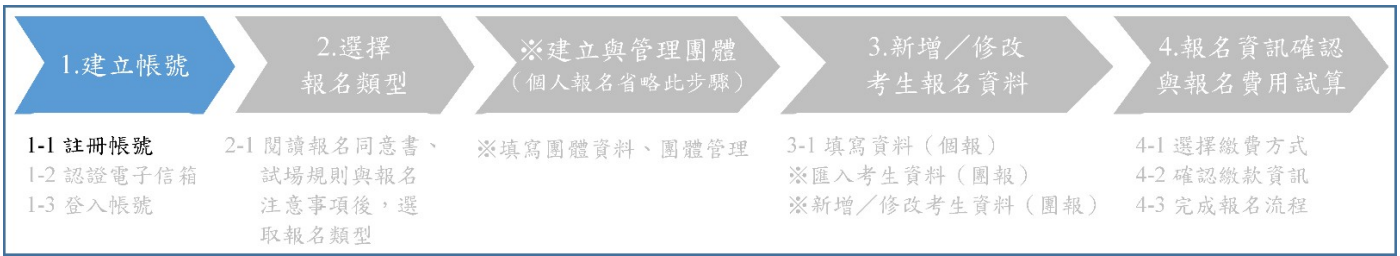 1.建立帳號
2.選擇
報名類型
※建立與管理團體
（個人報名省略此步驟）
3.新增／修改
考生報名資料
4.報名資訊確認
與報名費用試算
1-1 註冊帳號
1-2 認證電子信箱
1-3 登入帳號
2-1 閱讀報名同意書、
試場規則與報名
注意事項後，選
取報名類型
※填寫團體資料、團體管理
3-1 填寫資料（個報）
※匯入考生資料（團報）
※新增／修改考生資料（團報）
4-1 選擇繳費方式
4-2 確認繳款資訊
4-3 完成報名流程